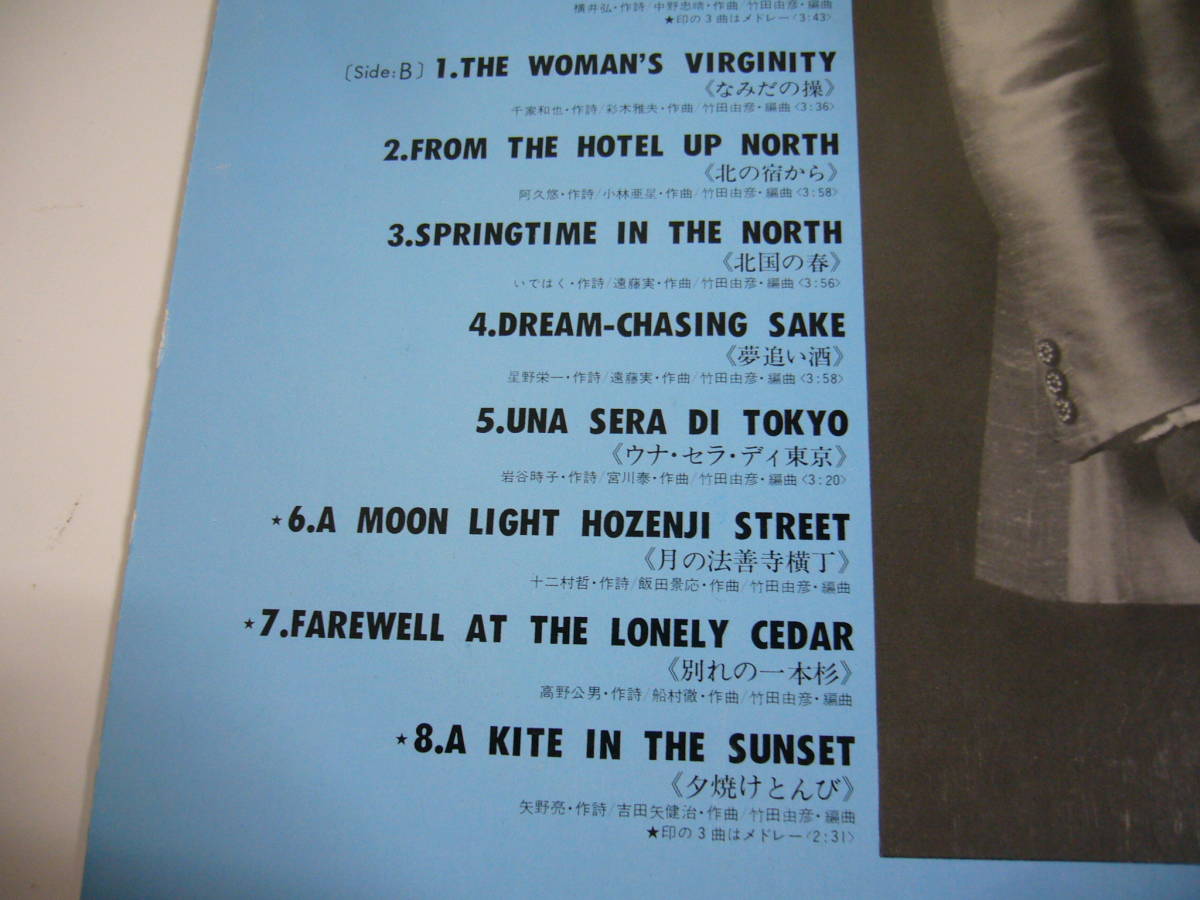 横井弘・作詩/中野忠晴・作曲/竹田由彦・編曲
★印の3曲はメドレー〈3:43〉
〔Side:B〕 1.THE WOMAN'S VIRGINITY
《なみだの操》
千家和也・作詩/彩木雅夫・作曲/竹田由彦・編曲〈3:36〉
2.FROM THE HOTEL UP NORTH
《北の宿から》
阿久悠・作詩/小林亜星・作曲/竹田由彦・編曲〈3:58〉
3.SPRINGTIME IN THE NORTH
《北国の春》
いではく・作詩/遠藤実・作曲/竹田由彦・編曲〈3:56〉
4.DREAM-CHASING SAKE
《夢追い酒》
星野栄一・作詩/遠藤実・作曲/竹田由彦・編曲〈3:58〉
5.UNA SERA DI TOKYO
《ウナ・セラ・ディ東京》
岩谷時子・作詩/宮川泰・作曲/竹田由彦・編曲〈3:20〉
★6.A MOON LIGHT HOZENJI STREET
《月の法善寺横丁》
十二村哲・作詩/飯田景応・作曲/竹田由彦・編曲
★7.FAREWELL AT THE LONELY CEDAR
《別れの一本杉》
高野公男・作詩/船村徹・作曲/竹田由彦・編曲
★8.A KITE IN THE SUNSET
《夕焼けとんび》
矢野亮・作詩/吉田矢健治・作曲/竹田由彦・編曲
★印の3曲はメドレー〈2:31〉